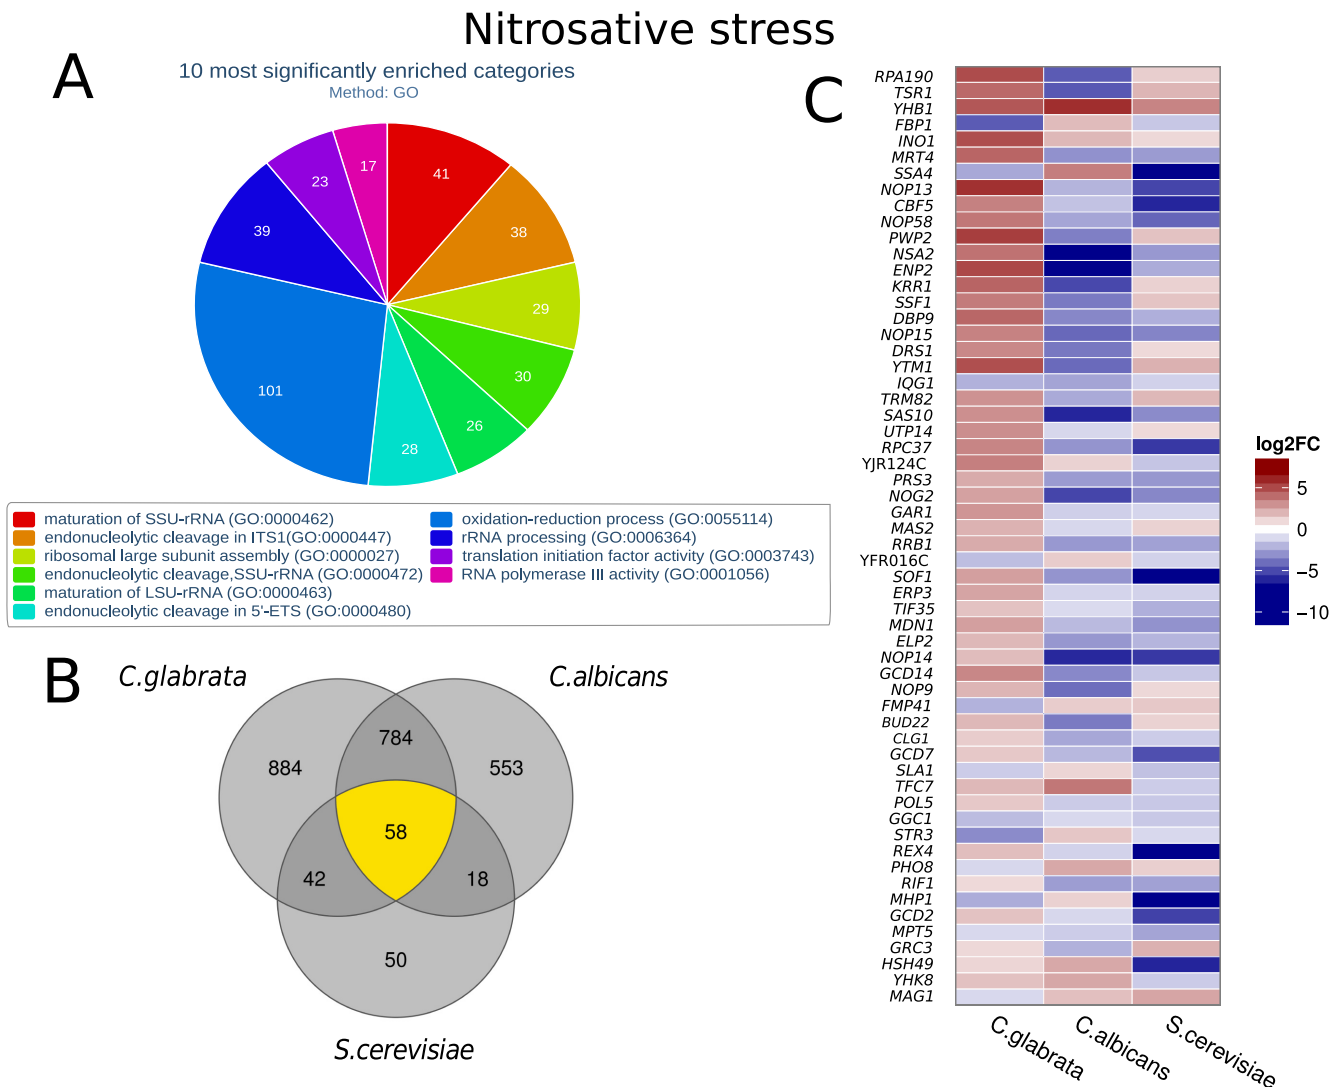 Nitrosative stress
A
10 most significantly enriched categories
Method: GO
41
38
29
30
26
28
101
39
23
17
maturation of SSU-rRNA (GO:0000462)
endonucleolytic cleavage in ITS1(GO:0000447)
ribosomal large subunit assembly (GO:0000027)
endonucleolytic cleavage,SSU-rRNA (GO:0000472)
maturation of LSU-rRNA (GO:0000463)
endonucleolytic cleavage in 5'-ETS (GO:0000480)
oxidation-reduction process (GO:0055114)
rRNA processing (GO:0006364)
translation initiation factor activity (GO:0003743)
RNA polymerase III activity (GO:0001056)
B
C.glabrata
C.albicans
884
784
553
58
42
18
50
S.cerevisiae
C
RPA190
TSR1
YHB1
FBP1
INO1
MRT4
SSA4
NOP13
CBF5
NOP58
PWP2
NSA2
ENP2
KRR1
SSF1
DBP9
NOP15
DRS1
YTM1
IQG1
TRM82
SAS10
UTP14
RPC37
YJR124C
PRS3
NOG2
GAR1
MAS2
RRB1
YFR016C
SOF1
ERP3
TIF35
MDN1
ELP2
NOP14
GCD14
NOP9
FMP41
BUD22
CLG1
GCD7
SLA1
TFC7
POL5
GGC1
STR3
REX4
PHO8
RIF1
MHP1
GCD2
MPT5
GRC3
HSH49
YHK8
MAG1
C.glabrata
C.albicans
S.cerevisiae
log2FC
5
0
−5
−10